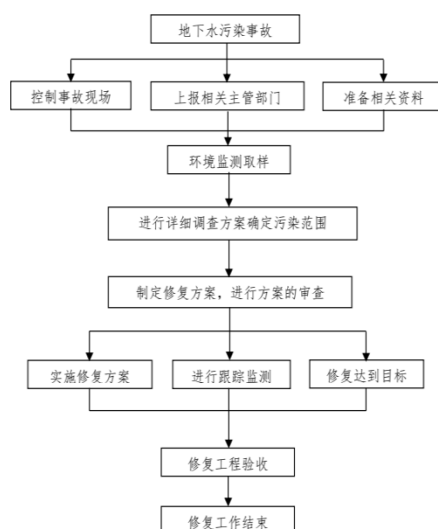 地下水污染事故
控制事故现场
上报相关主管部门
准备相关资料
环境监测取样
进行详细调查方案确定污染范围
制定修复方案，进行方案的审查
实施修复方案
进行跟踪监测
修复达到目标
修复工程验收
修复工作结束